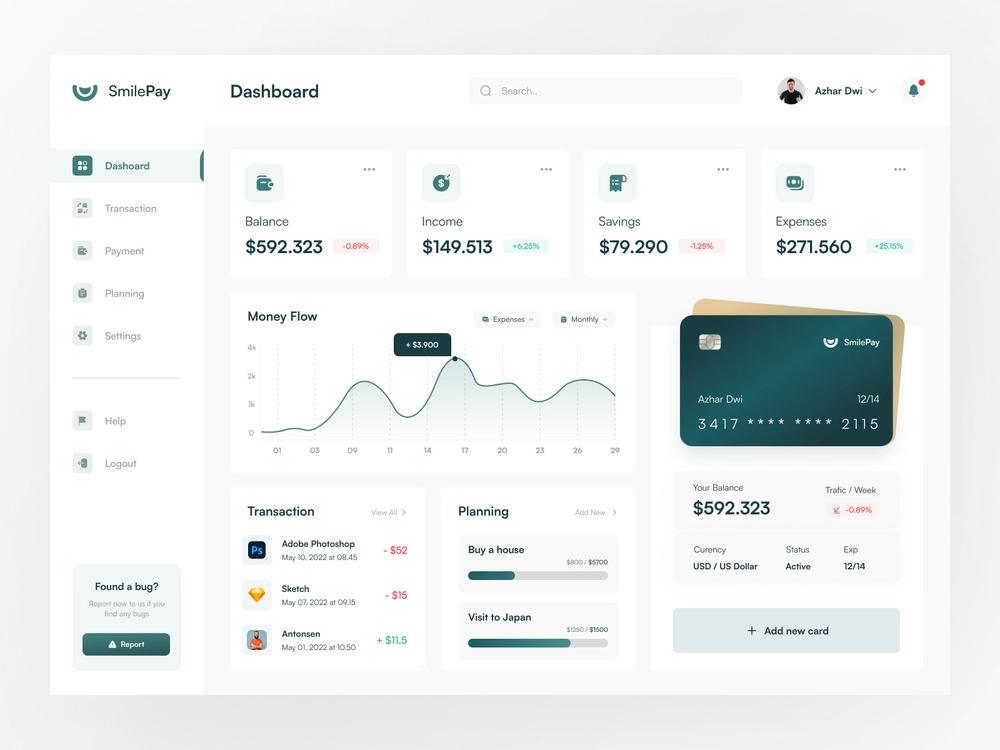 SmilePay
Dashboard
Search..
Azhar Dwi
Dashoard
Transaction
Payment
Planning
Settings
Help
Logout
Found a bug?
Report now to us if you
find any bugs
Report
Balance
$592.323 -0.89%
Income
$149.513 +6.25%
Savings
$79.290 -1.25%
Expenses
$271.560 +25.15%
Money Flow
Expenses
Monthly
+ $3.900
4k
2k
1k
0
01 03 09 11 14 17 20 23 26 29
Transaction
View All
Adobe Photoshop
May 10, 2022 at 08.45
- $52
Ps
Sketch
May 07, 2022 at 09.15
- $15
Antonsen
May 01, 2022 at 10.50
+ $11.5
Planning
Add New
Buy a house
$800 / $5700
Visit to Japan
$1250 / $1500
SmilePay
Azhar Dwi 12/14
3417 **** **** 2115
Your Balance
$592.323
Trafic / Week
-0.89%
Curency Status Exp
USD / US Dollar Active 12/14
+ Add new card